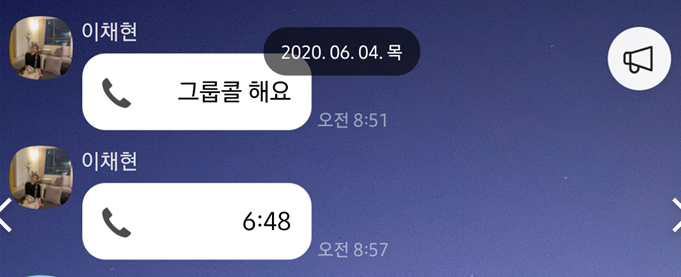 이채현
2020. 06. 04. 목
그룹콜 해요
오전 8:51
이채현
6:48
오전 8:57